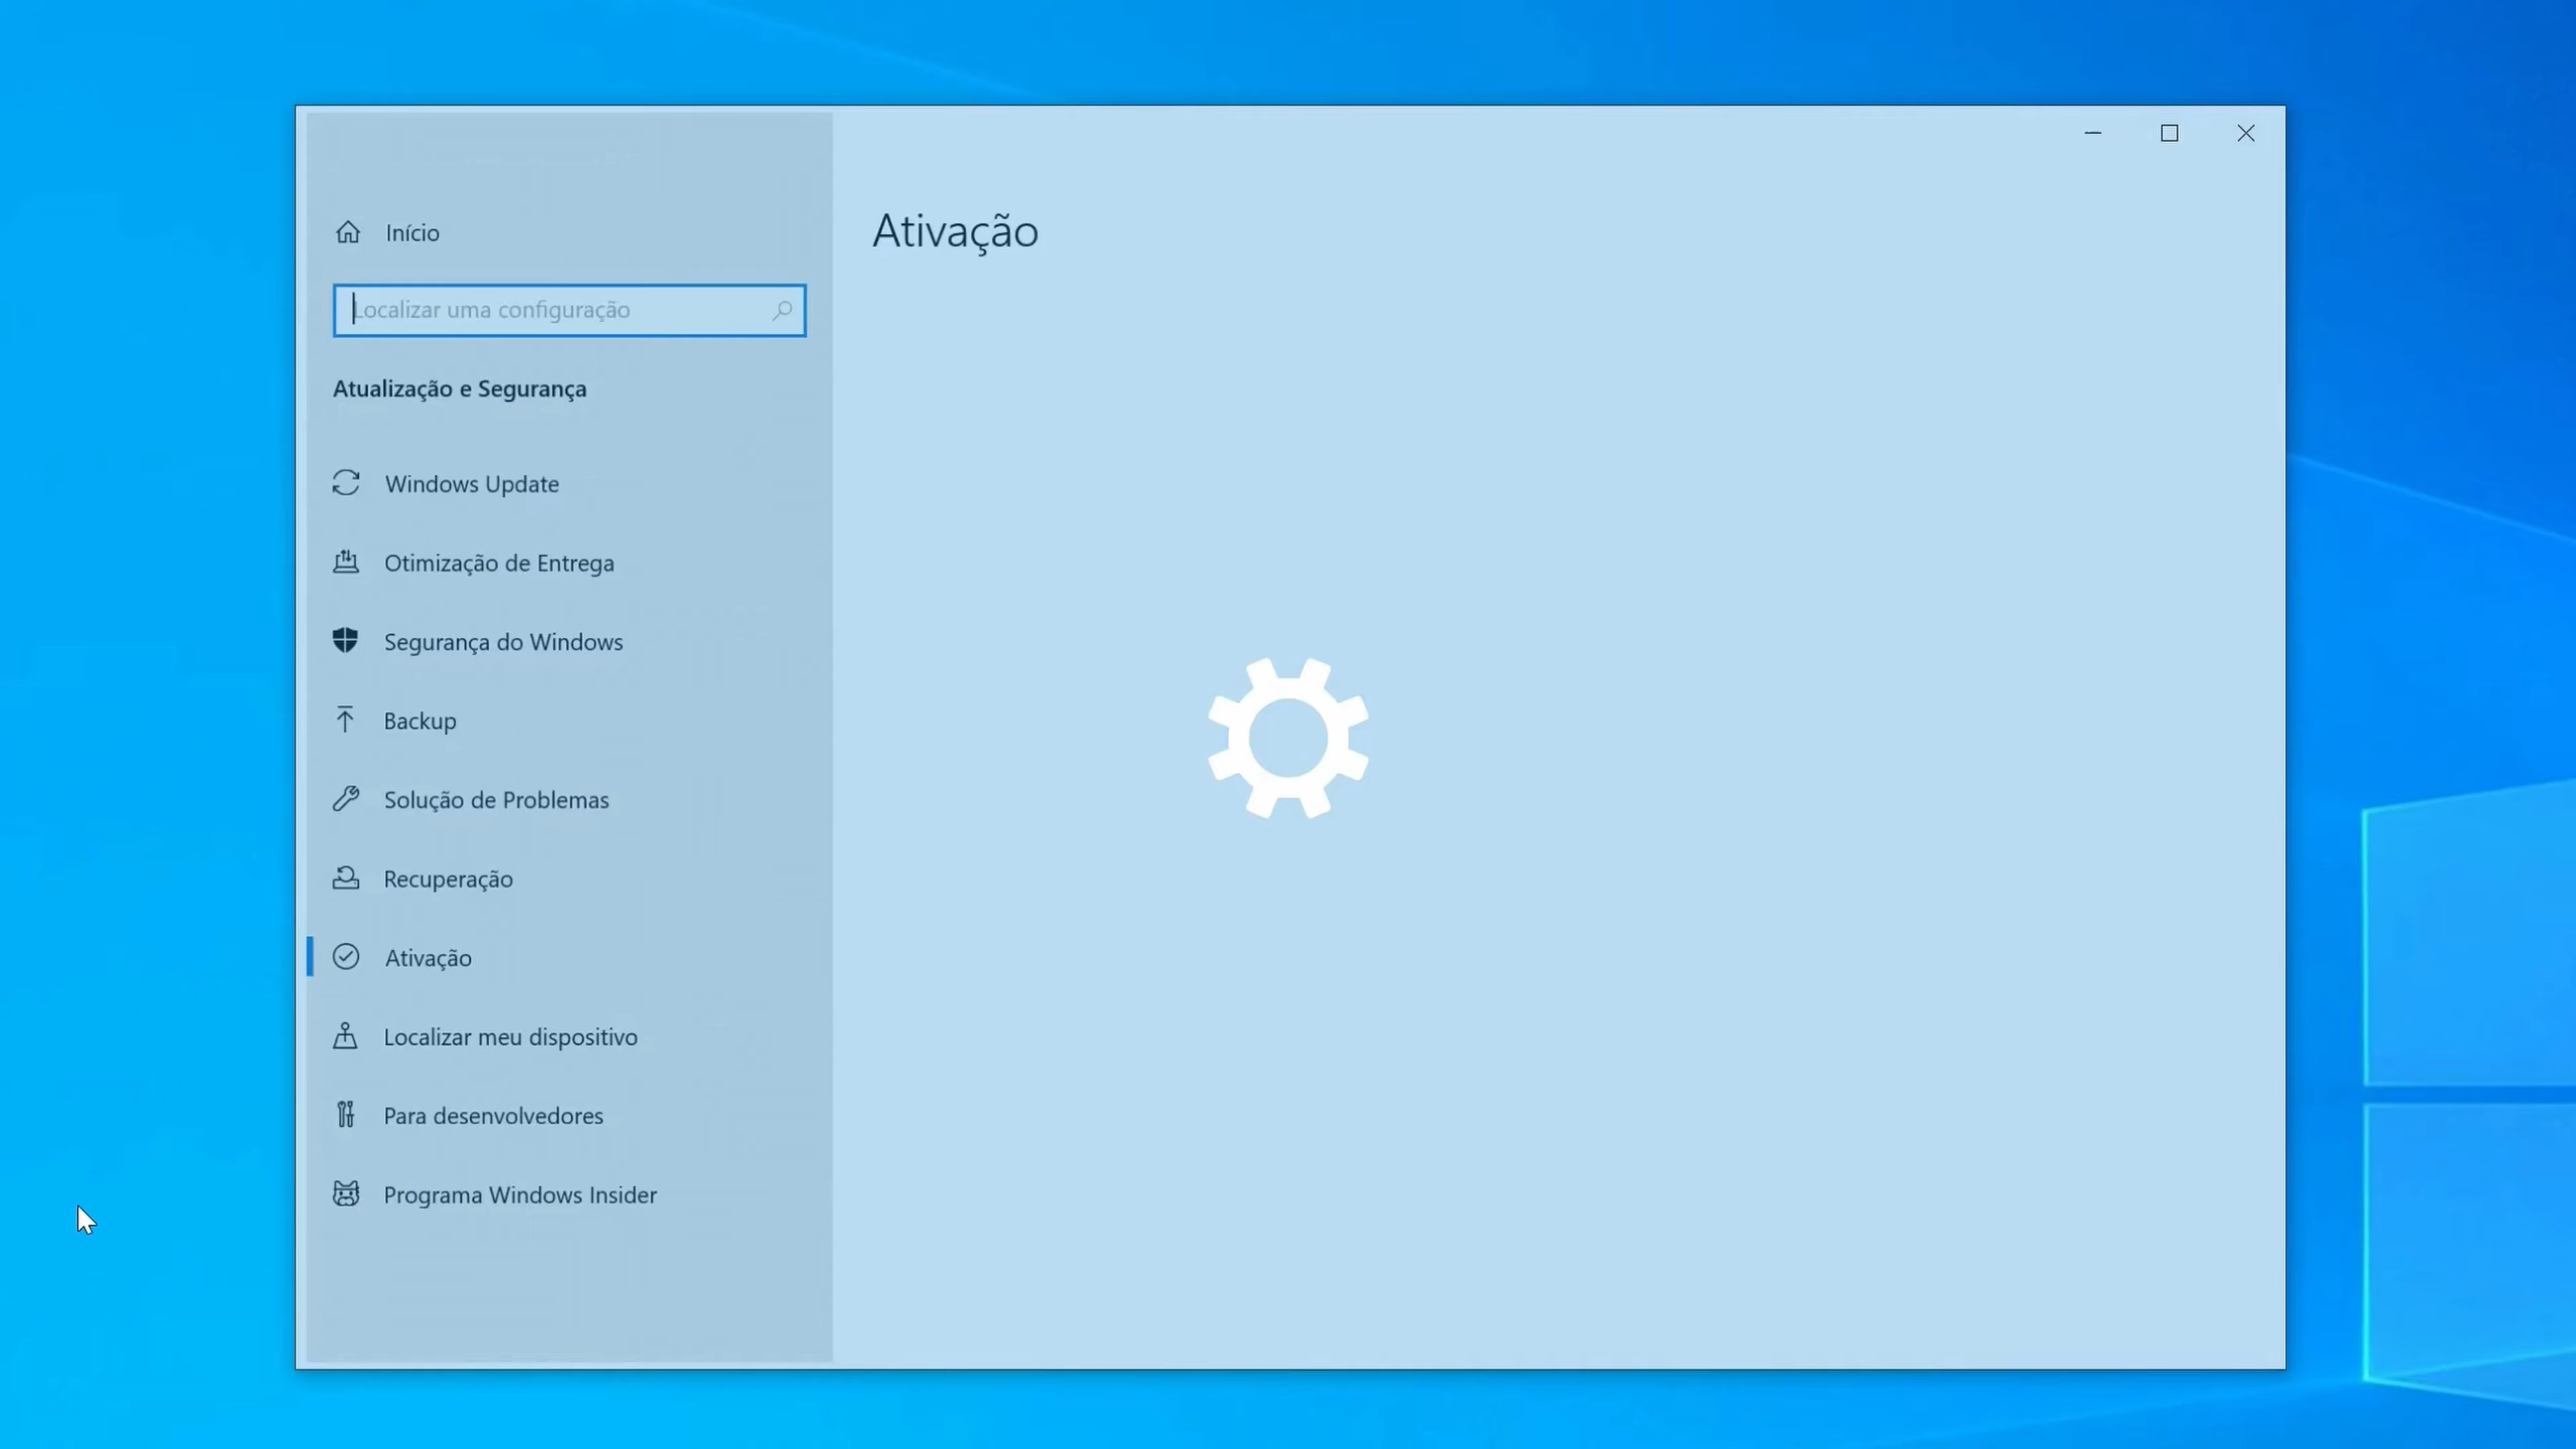 Início
Localizar uma configuração
Atualização e Segurança
Windows Update
Otimização de Entrega
Segurança do Windows
Backup
Solução de Problemas
Recuperação
Ativação
Localizar meu dispositivo
Para desenvolvedores
Programa Windows Insider
Ativação